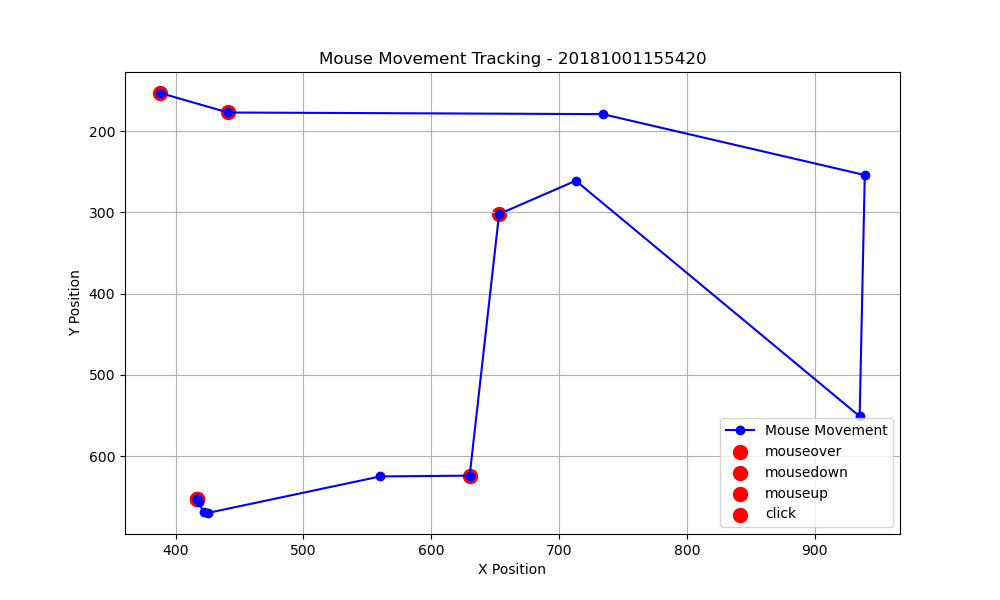 Mouse Movement Tracking - 20181001155420
200
300
400
500
600
Y Position
Mouse Movement
mouseover
mousedown
mouseup
click
400 500 600 700 800 900
X Position